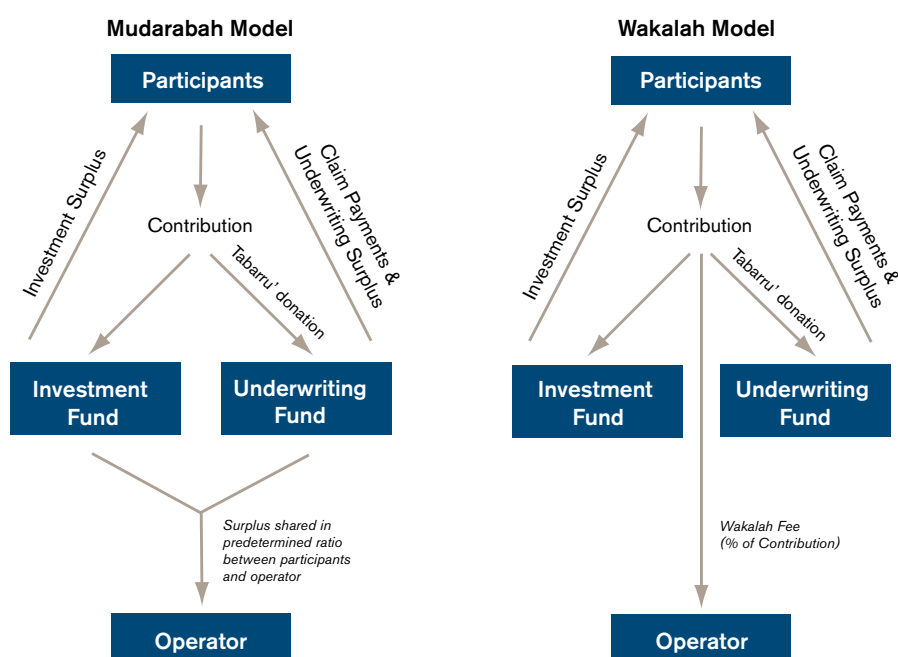 Mudarabah Model
Participants
Investment Surplus
Claim Payments &
Underwriting Surplus
Contribution
Tabarru' donation
Investment
Fund
Underwriting
Fund
Surplus shared in
predetermined ratio
between participants
and operator
Operator
Wakalah Model
Participants
Investment Surplus
Claim Payments &
Underwriting Surplus
Contribution
Tabarru' donation
Investment
Fund
Underwriting
Fund
Wakalah Fee
(% of Contribution)
Operator